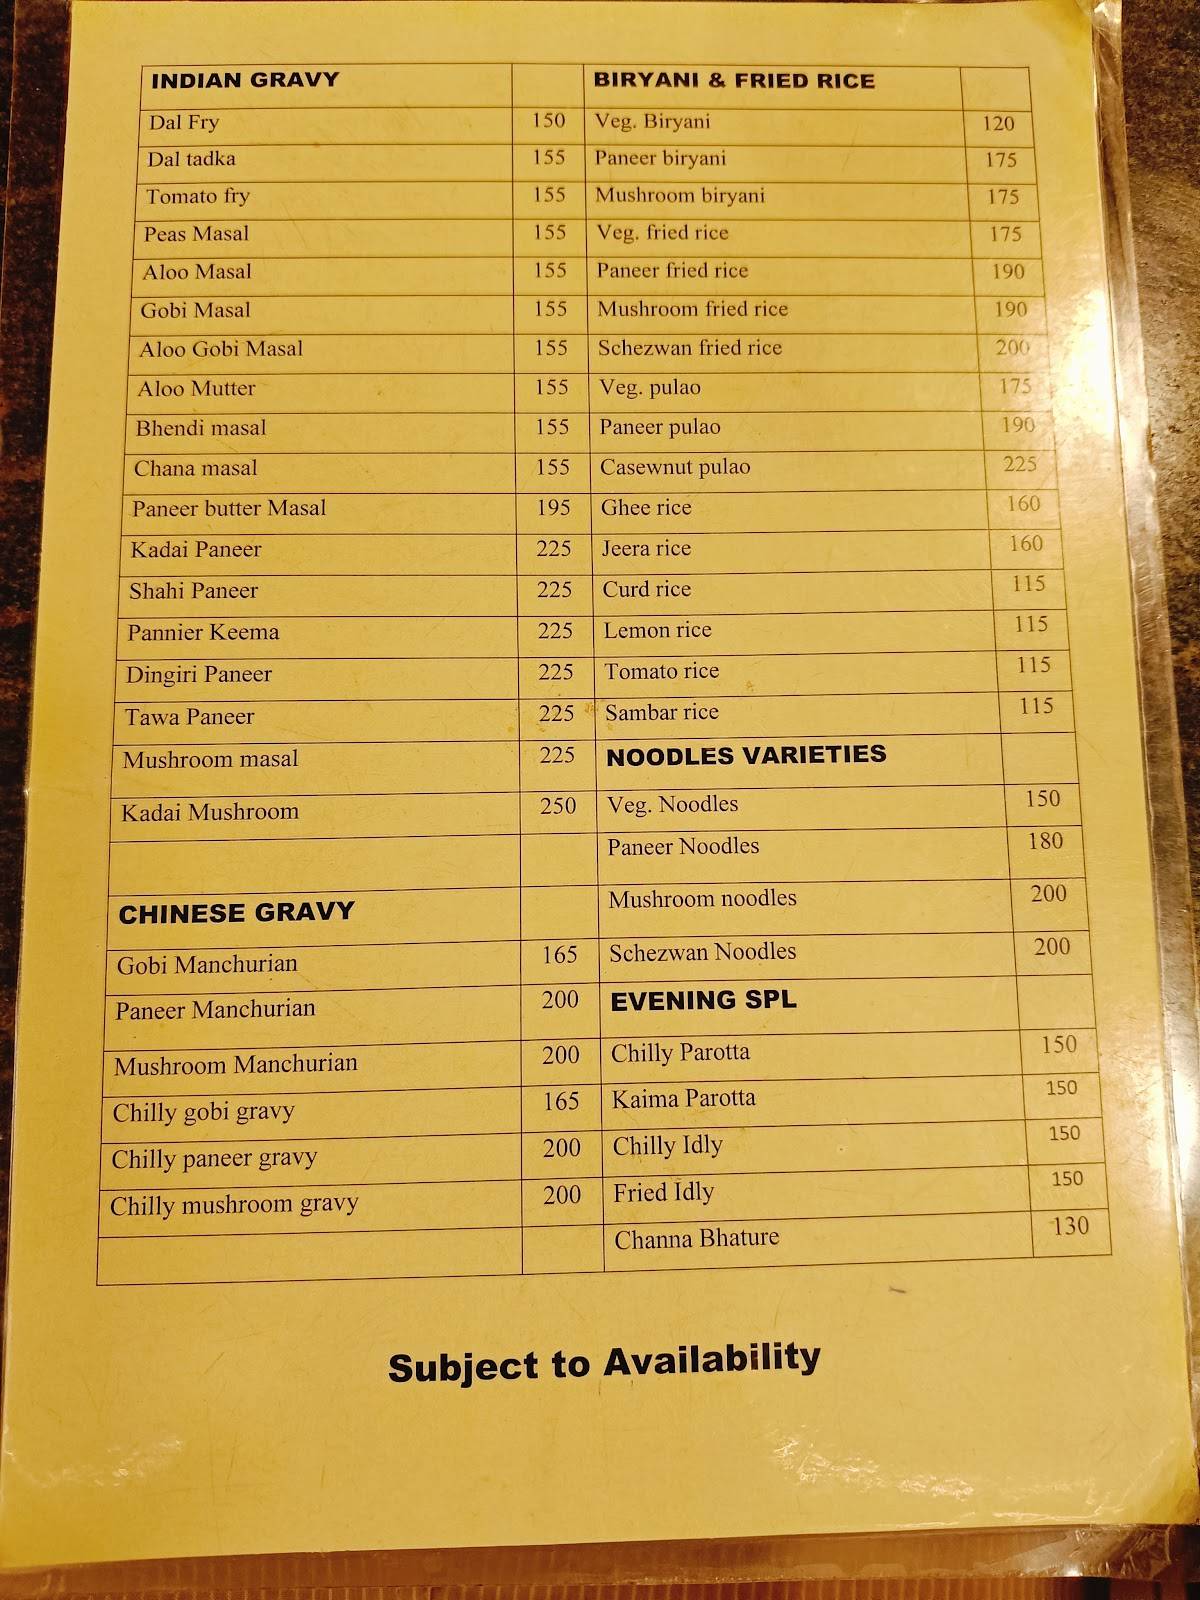 INDIAN GRAVY
Dal Fry 150
Dal tadka 155
Tomato fry 155
Peas Masal 155
Aloo Masal 155
Gobi Masal 155
Aloo Gobi Masal 155
Aloo Mutter 155
Bhendi masal 155
Chana masal 155
Paneer butter Masal 195
Kadai Paneer 225
Shahi Paneer 225
Pannier Keema 225
Dingiri Paneer 225
Tawa Paneer 225
Mushroom masal 225
Kadai Mushroom 250
CHINESE GRAVY
Gobi Manchurian 165
Paneer Manchurian 200
Mushroom Manchurian 200
Chilly gobi gravy 165
Chilly paneer gravy 200
Chilly mushroom gravy 200
BIRYANI & FRIED RICE
Veg. Biryani 120
Paneer biryani 175
Mushroom biryani 175
Veg. fried rice 175
Paneer fried rice 190
Mushroom fried rice 190
Schezwan fried rice 200
Veg. pulao 175
Paneer pulao 190
Casewnut pulao 225
Ghee rice 160
Jeera rice 160
Curd rice 115
Lemon rice 115
Tomato rice 115
Sambar rice 115
NOODLES VARIETIES
Veg. Noodles 150
Paneer Noodles 180
Mushroom noodles 200
Schezwan Noodles 200
EVENING SPL
Chilly Parotta 150
Kaima Parotta 150
Chilly Idly 150
Fried Idly 150
Channa Bhature 130
Subject to Availability